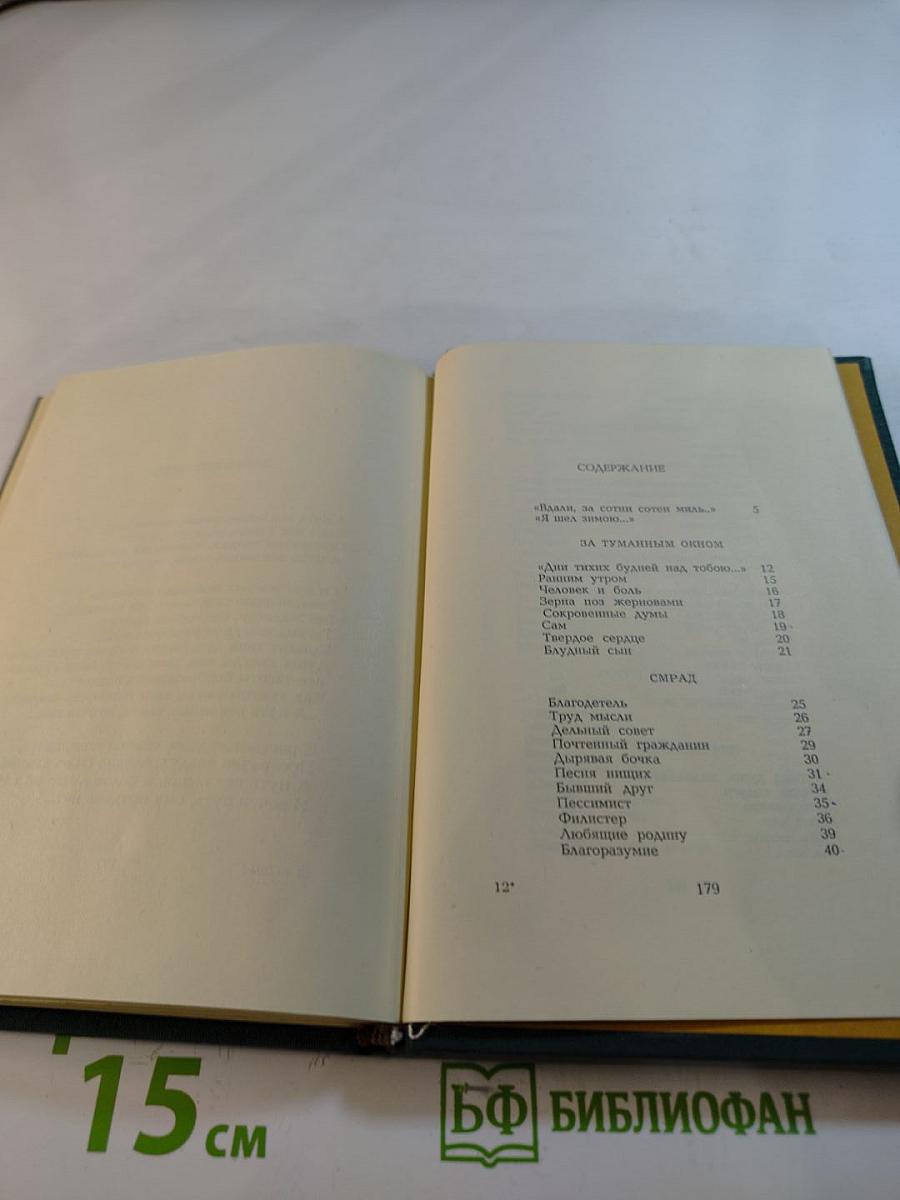 СОДЕРЖАНИЕ
«Вдали, за сотни сотен миль..» 5
«Я шел зимою...»
ЗА ТУМАННЫМ ОКНОМ
«Дни тихих будней над тобою...» 12
Ранним утром 15
Человек и боль 16
Зерна поэ жерновами 17
Сокровенные думы 18
Сам 19
Твердое сердце 20
Блудный сын 21
СМРАД
Благодетель 25
Труд мысли 26
Дельный совет 27
Почтенный гражданин 29
Дырявая бочка 30
Песня нищих 31
Бывший друг 34
Пессимист 35
Филистер 36
Любящие родину 39
Благоразумие 40
12* 179
15 см
БФ БИБЛИОФАН